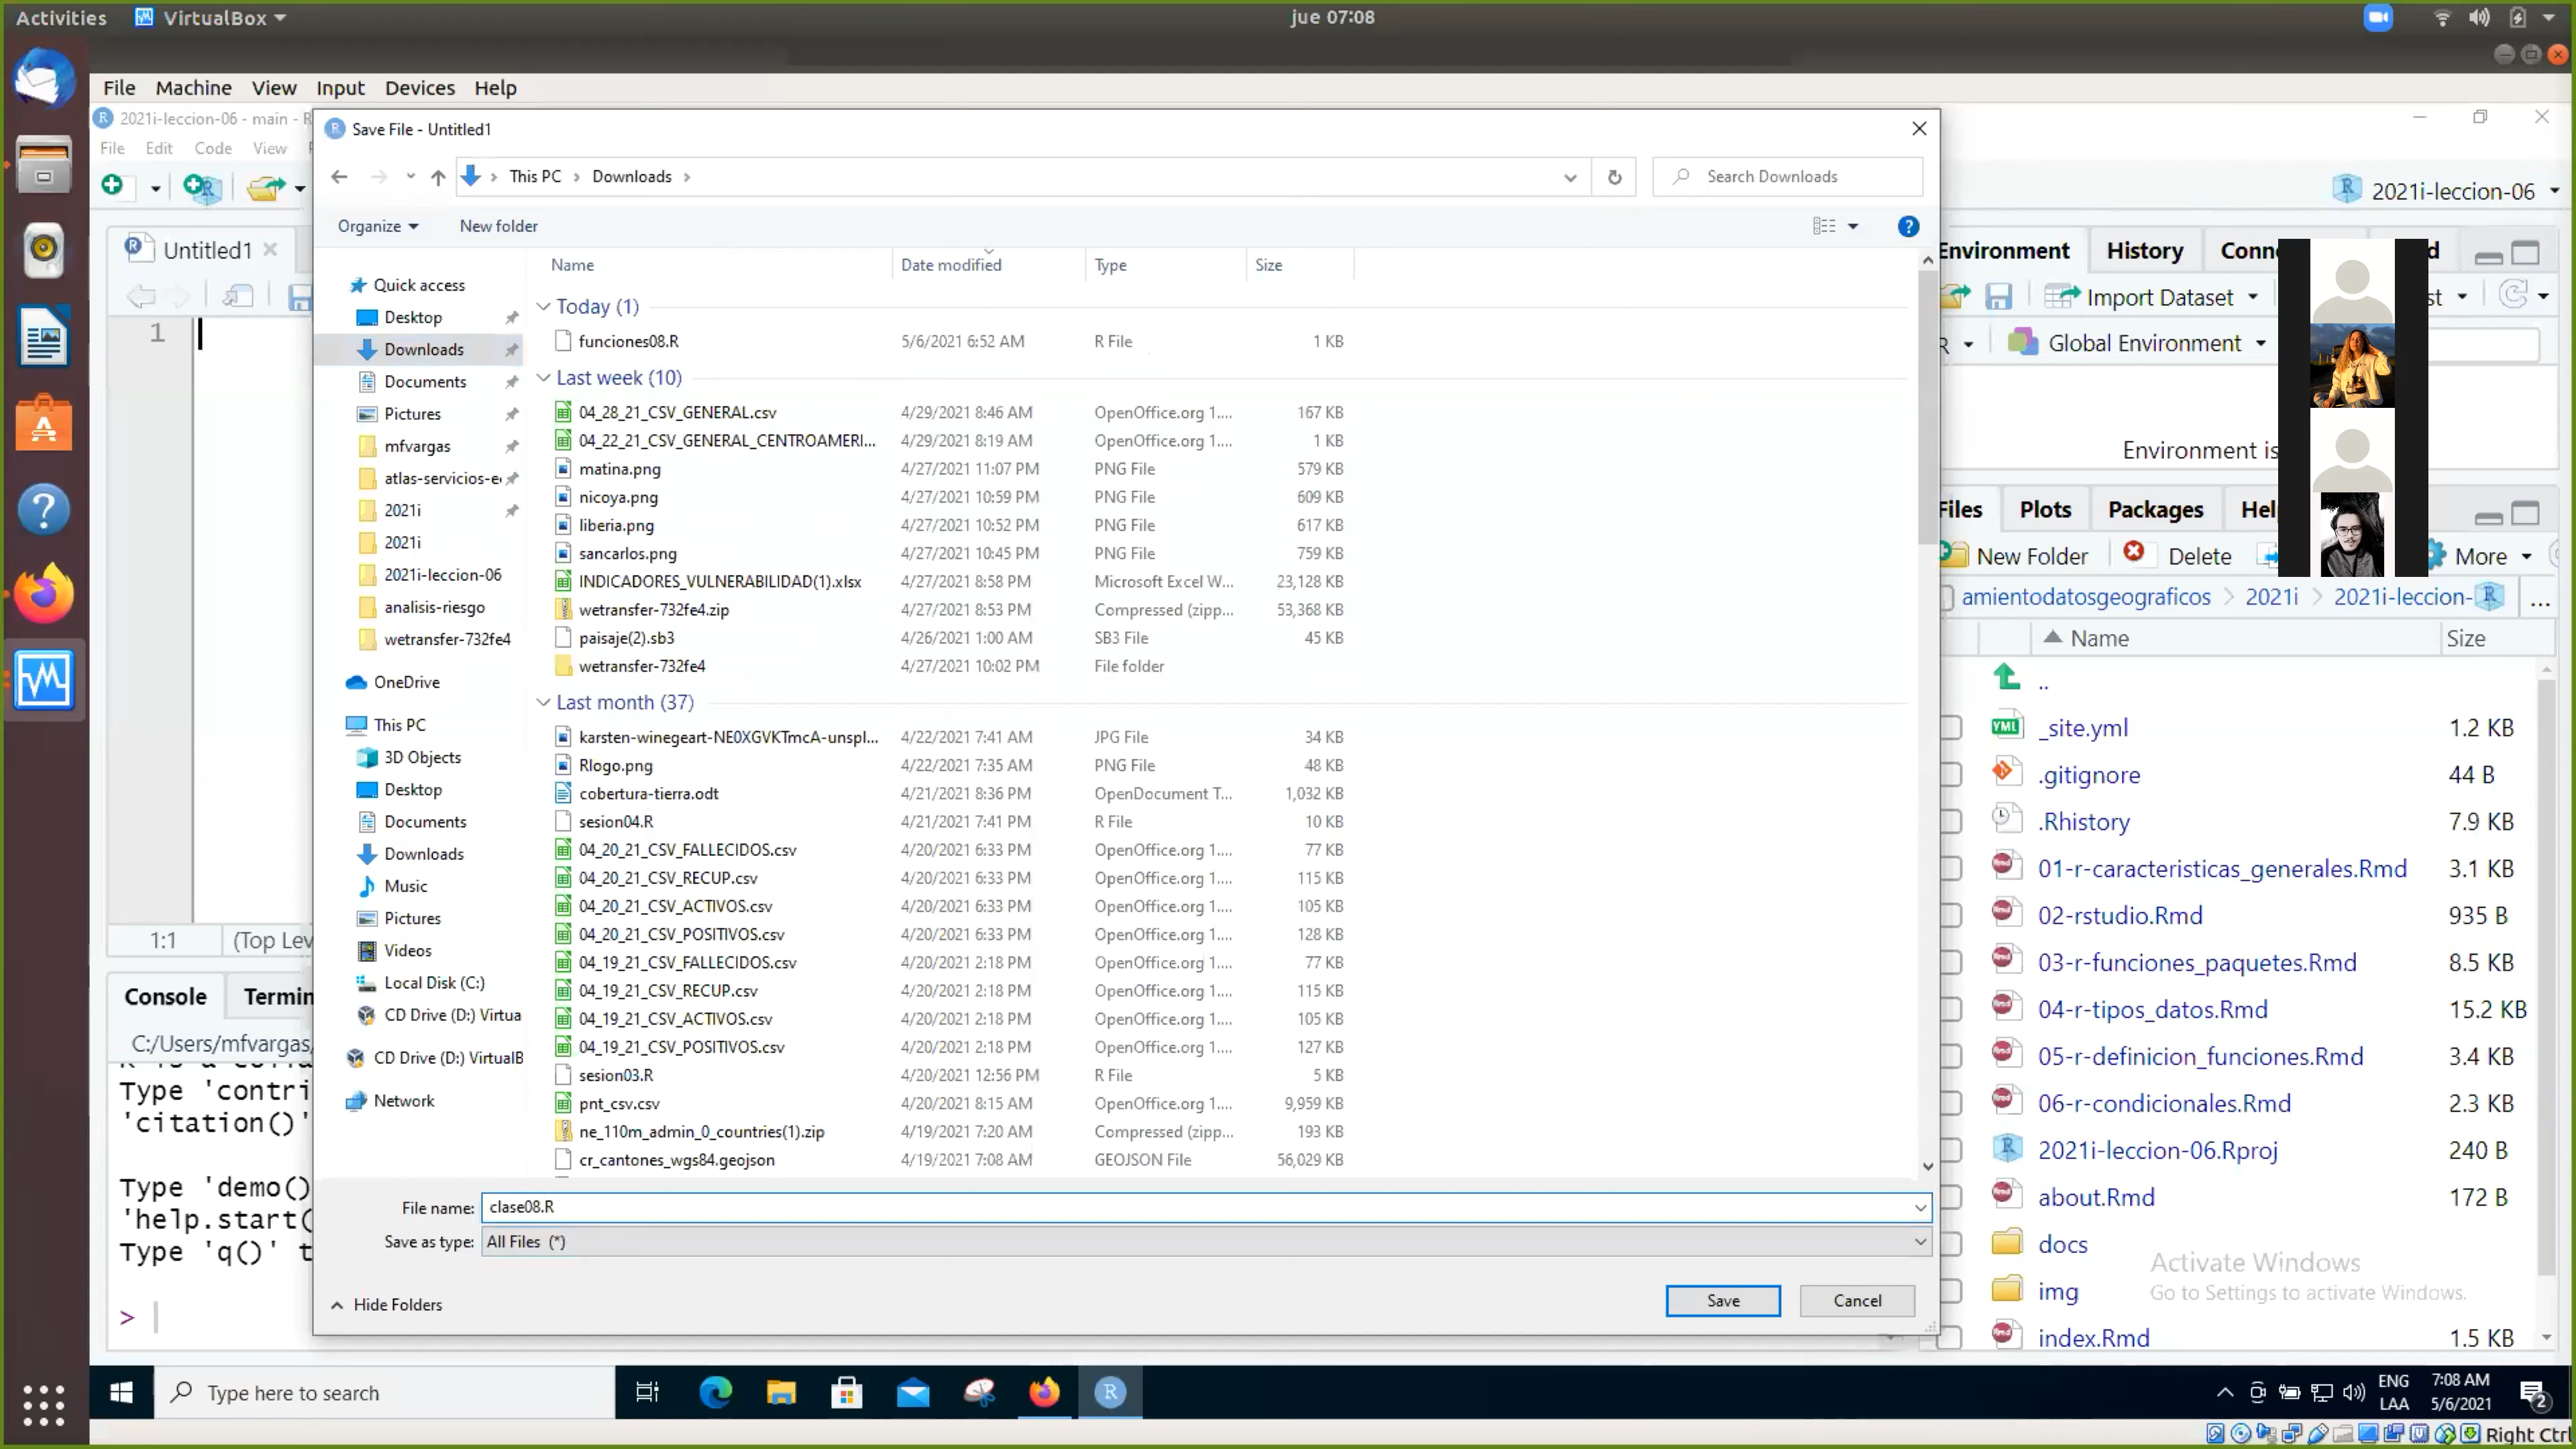 Activities VirtualBox jue 07:08
File Machine View Input Devices Help
2021i-leccion-06 - main - R
File Edit Code View
Save File - Untitled1
This PC Downloads
Search Downloads
Organize New folder
2021i-leccion-06
Untitled1
1
1:1 (Top Lev
Console Termin
C:/Users/mfvargas/
Type 'contri
'citation()'
Type 'demo()
'help.start(
Type 'q()' t
>
Quick access
Desktop
Downloads
Documents
Pictures
mfvargas
atlas-servicios-e
2021i
2021i
2021i-leccion-06
analisis-riesgo
wetransfer-732fe4
OneDrive
This PC
3D Objects
Desktop
Documents
Downloads
Music
Pictures
Videos
Local Disk (C:)
CD Drive (D:) Virtua
CD Drive (D:) VirtualB
Network
Name Date modified Type Size
Today (1)
funciones08.R 5/6/2021 6:52 AM R File 1 KB
Last week (10)
04_28_21_CSV_GENERAL.csv 4/29/2021 8:46 AM OpenOffice.org 1.... 167 KB
04_22_21_CSV_GENERAL_CENTROAMERI... 4/29/2021 8:19 AM OpenOffice.org 1.... 1 KB
matina.png 4/27/2021 11:07 PM PNG File 579 KB
nicoya.png 4/27/2021 10:59 PM PNG File 609 KB
liberia.png 4/27/2021 10:52 PM PNG File 617 KB
sancarlos.png 4/27/2021 10:45 PM PNG File 759 KB
INDICADORES_VULNERABILIDAD(1).xlsx 4/27/2021 8:58 PM Microsoft Excel W... 23,128 KB
wetransfer-732fe4.zip 4/27/2021 8:53 PM Compressed (zipp... 53,368 KB
paisaje(2).sb3 4/26/2021 1:00 AM SB3 File 45 KB
wetransfer-732fe4 4/27/2021 10:02 PM File folder
Last month (37)
karsten-winegeart-NE0XGVKTmcA-unspl... 4/22/2021 7:41 AM JPG File 34 KB
Rlogo.png 4/22/2021 7:35 AM PNG File 48 KB
cobertura-tierra.odt 4/21/2021 8:36 PM OpenDocument T... 1,032 KB
sesion04.R 4/21/2021 7:41 PM R File 10 KB
04_20_21_CSV_FALLECIDOS.csv 4/20/2021 6:33 PM OpenOffice.org 1.... 77 KB
04_20_21_CSV_RECUP.csv 4/20/2021 6:33 PM OpenOffice.org 1.... 115 KB
04_20_21_CSV_ACTIVOS.csv 4/20/2021 6:33 PM OpenOffice.org 1.... 105 KB
04_20_21_CSV_POSITIVOS.csv 4/20/2021 6:33 PM OpenOffice.org 1.... 128 KB
04_19_21_CSV_FALLECIDOS.csv 4/20/2021 2:18 PM OpenOffice.org 1.... 77 KB
04_19_21_CSV_RECUP.csv 4/20/2021 2:18 PM OpenOffice.org 1.... 115 KB
04_19_21_CSV_ACTIVOS.csv 4/20/2021 2:18 PM OpenOffice.org 1.... 105 KB
04_19_21_CSV_POSITIVOS.csv 4/20/2021 2:18 PM OpenOffice.org 1.... 127 KB
sesion03.R 4/20/2021 12:56 PM R File 5 KB
pnt_csv.csv 4/20/2021 8:15 AM OpenOffice.org 1.... 9,959 KB
ne_110m_admin_0_countries(1).zip 4/19/2021 7:20 AM Compressed (zipp... 193 KB
cr_cantones_wgs84.geojson 4/19/2021 7:08 AM GEOJSON File 56,029 KB
File name: clase08.R
Save as type: All Files (*)
Hide Folders Save Cancel
Environment History Conn d
Import Dataset st
R Global Environment
Environment is
Files Plots Packages Hel
New Folder Delete More
amientodatosgeograficos 2021i 2021i-leccion- ...
Name Size
..
_site.yml 1.2 KB
.gitignore 44 B
.Rhistory 7.9 KB
01-r-caracteristicas_generales.Rmd 3.1 KB
02-rstudio.Rmd 935 B
03-r-funciones_paquetes.Rmd 8.5 KB
04-r-tipos_datos.Rmd 15.2 KB
05-r-definicion_funciones.Rmd 3.4 KB
06-r-condicionales.Rmd 2.3 KB
2021i-leccion-06.Rproj 240 B
about.Rmd 172 B
docs
img
index.Rmd 1.5 KB
Activate Windows
Go to Settings to activate Windows.
Type here to search
ENG
LAA
7:08 AM
5/6/2021
2
Right Ctrl